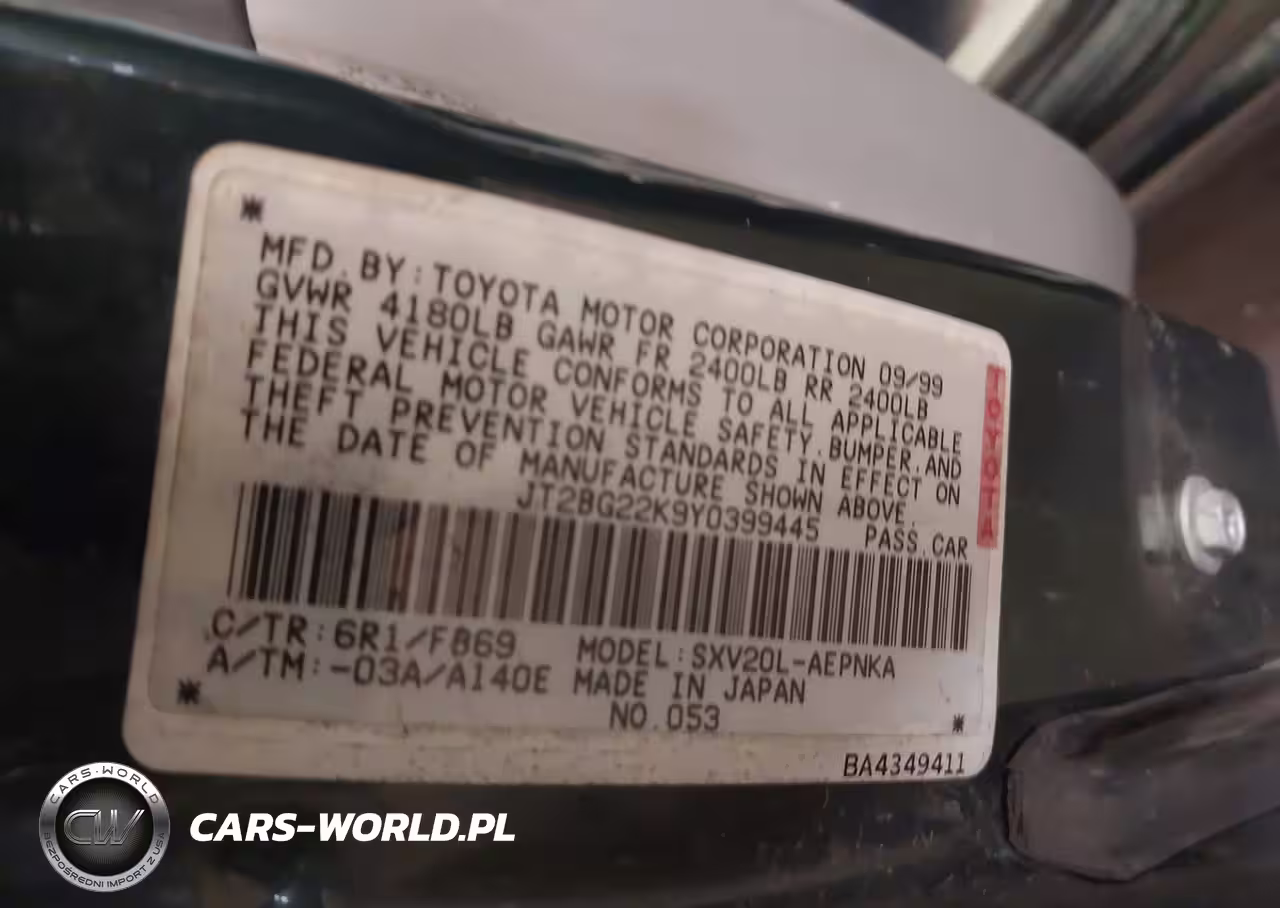 MFD.BY:TOYOTA MOTOR CORPORATION 09/99
GVWR 4180LB GAWR FR 2400LB RR 2400LB
THIS VEHICLE CONFORMS TO ALL APPLICABLE
FEDERAL MOTOR VEHICLE SAFETY,BUMPER,AND
THEFT PREVENTION STANDARDS IN EFFECT ON
THE DATE OF MANUFACTURE SHOWN ABOVE.
JT2BG22K9Y0399445 PASS.CAR
TOYOTA
C/TR:6R1/FB69 MODEL:SXV20L-AEPNKA
A/TM:-03A/A140E MADE IN JAPAN
NO.053
BA4349411
CARS-WORLD
CW
BEZPOŚREDNI IMPORT Z USA
CARS-WORLD.PL